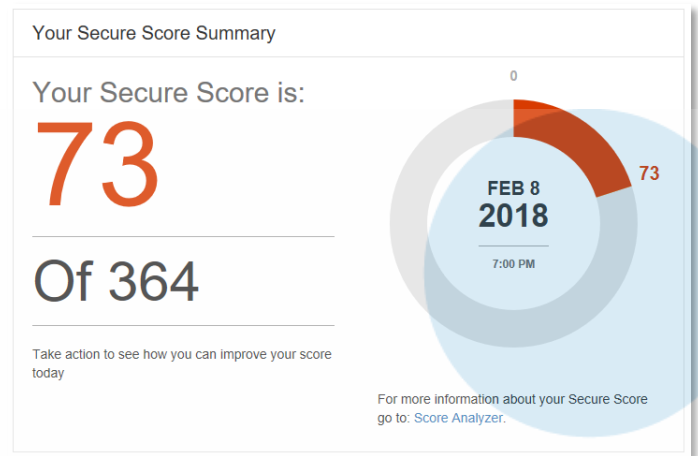 Your Secure Score Summary
Your Secure Score is:
73
Of 364
Take action to see how you can improve your score
today
0
73
FEB 8
2018
7:00 PM
For more information about your Secure Score
go to: Score Analyzer.